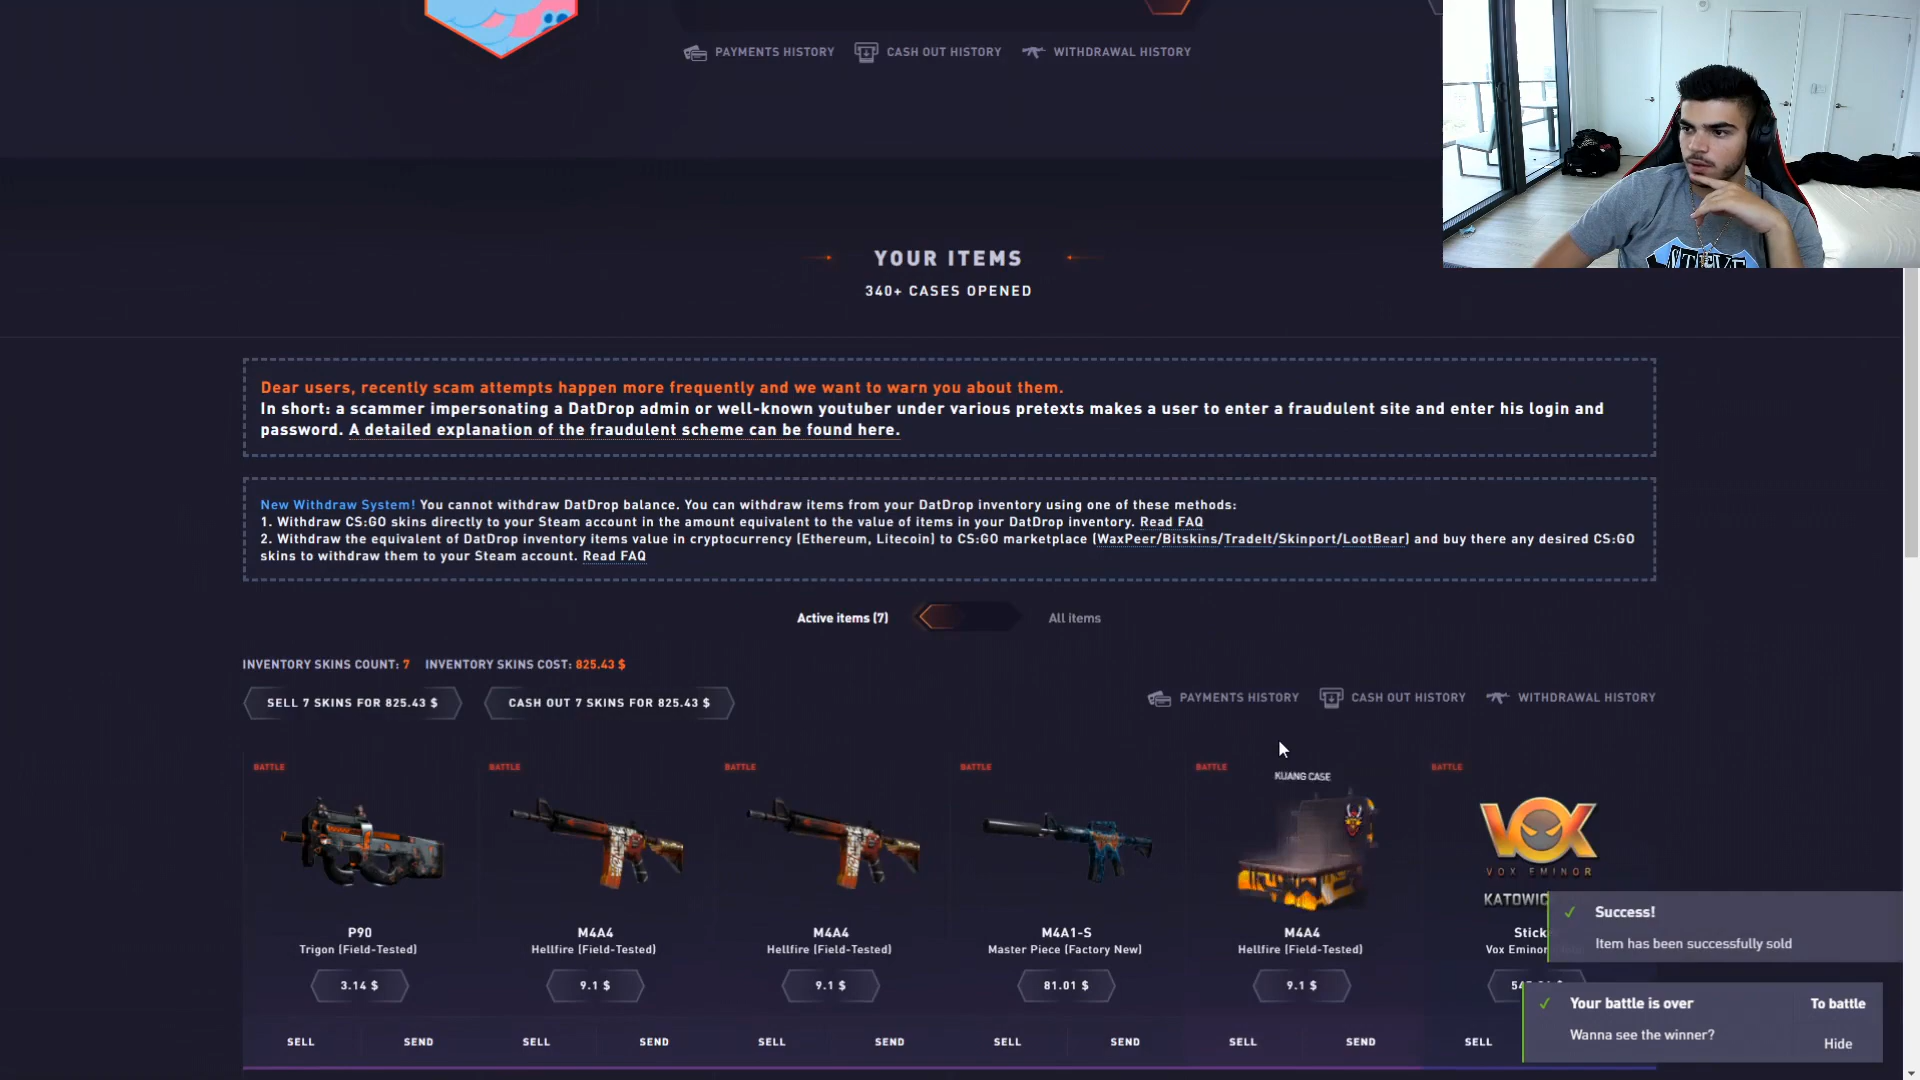 PAYMENTS HISTORY CASH OUT HISTORY WITHDRAWAL HISTORY
YOUR ITEMS
340+ CASES OPENED
Dear users, recently scam attempts happen more frequently and we want to warn you about them.
In short: a scammer impersonating a DatDrop admin or well-known youtuber under various pretexts makes a user to enter a fraudulent site and enter his login and
password. A detailed explanation of the fraudulent scheme can be found here.
New Withdraw System! You cannot withdraw DatDrop balance. You can withdraw items from your DatDrop inventory using one of these methods:
1. Withdraw CS:GO skins directly to your Steam account in the amount equivalent to the value of items in your DatDrop inventory. Read FAQ
2. Withdraw the equivalent of DatDrop inventory items value in cryptocurrency (Ethereum, Litecoin) to CS:GO marketplace (WaxPeer/Bitskins/TradeIt/Skinport/LootBear) and buy there any desired CS:GO
skins to withdraw them to your Steam account. Read FAQ
Active items (7) All items
INVENTORY SKINS COUNT: 7 INVENTORY SKINS COST: 825.43 $
SELL 7 SKINS FOR 825.43 $ CASH OUT 7 SKINS FOR 825.43 $
PAYMENTS HISTORY CASH OUT HISTORY WITHDRAWAL HISTORY
BATTLE BATTLE BATTLE BATTLE BATTLE BATTLE
KUANG CASE
VOX
VOX EMINOR
P90 M4A4 M4A4 M4A1-S M4A4
Trigon (Field-Tested) Hellfire (Field-Tested) Hellfire (Field-Tested) Master Piece (Factory New) Hellfire (Field-Tested) Vox Eminor
3.14 $ 9.1 $ 9.1 $ 81.01 $ 9.1 $
SELL SEND SELL SEND SELL SEND SELL SEND SELL SEND SELL
Success!
Item has been successfully sold
Your battle is over To battle
Wanna see the winner? Hide